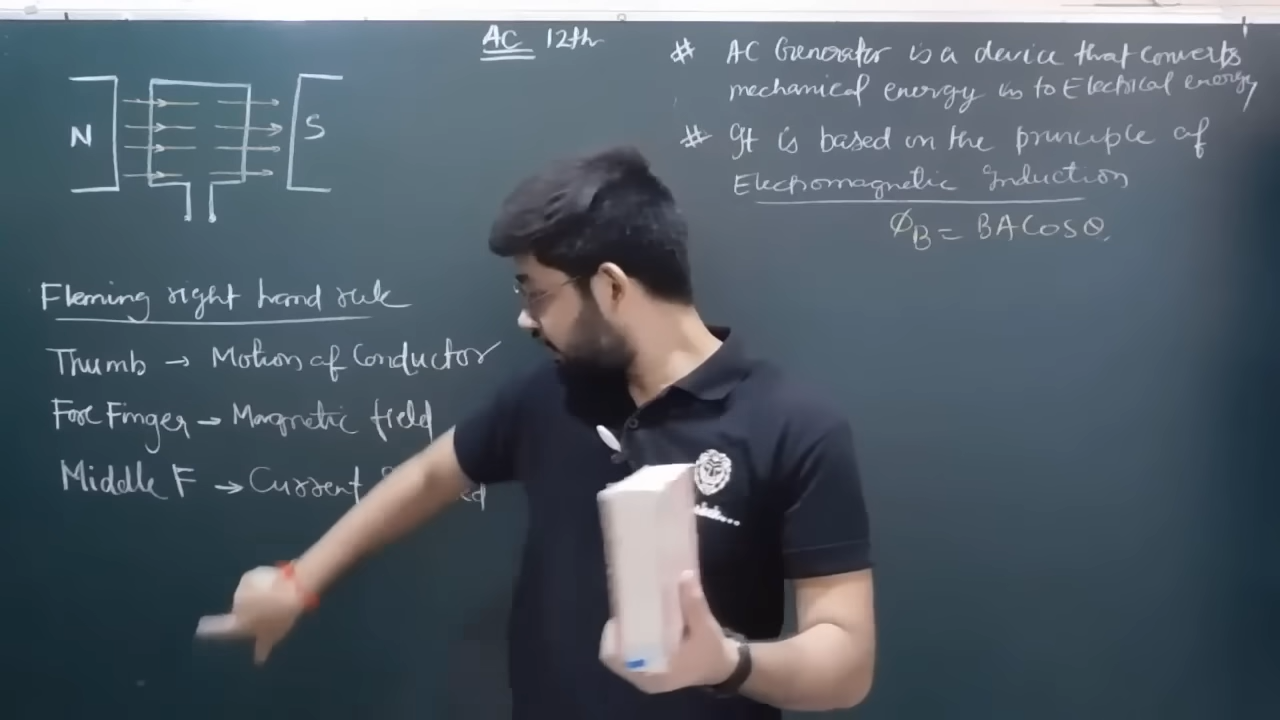 AC 12th
N
S
# AC Generator is a device that converts
mechanical energy in to Electrical energy
# It is based on the principle of
Electromagnetic Induction
ΦB = BA Cos θ
Fleming right hand rule
Thumb → Motion of Conductor
Fore Finger → Magnetic field
Middle F → Current